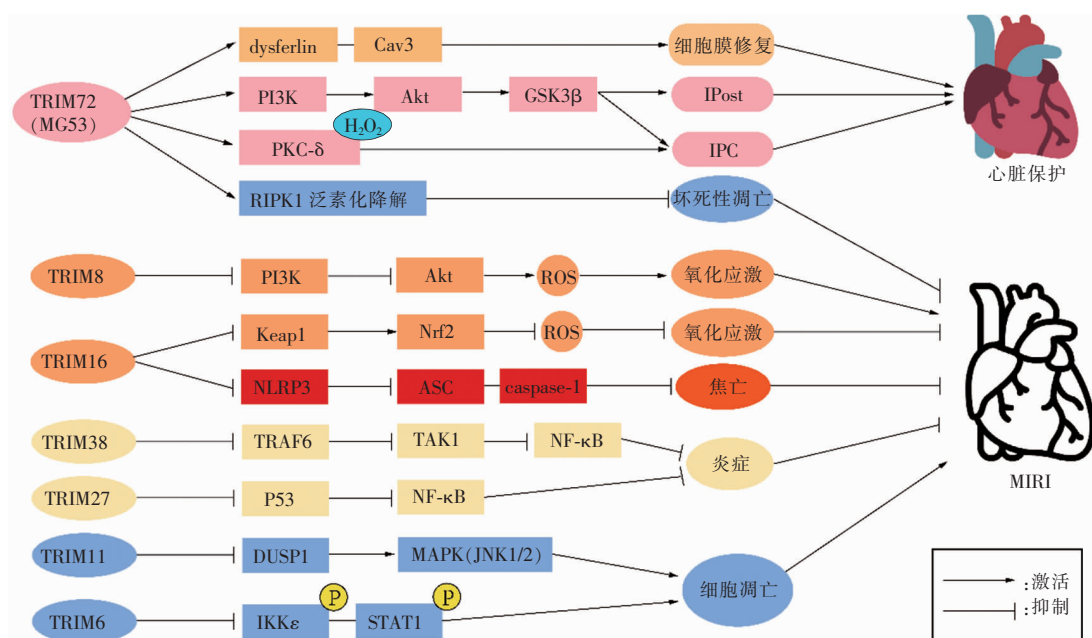 dysferlin Cav3 细胞膜修复
TRIM72
(MG53)
PI3K Akt GSK3β IPost
H₂O₂
PKC-δ IPC
心脏保护
RIPK1 泛素化降解 坏死性凋亡
TRIM8 PI3K Akt ROS 氧化应激
Keap1 Nrf2 ROS 氧化应激
TRIM16
NLRP3 ASC caspase-1 焦亡
TRIM38 TRAF6 TAK1 NF-κB
炎症
MIRI
TRIM27 P53 NF-κB
TRIM11 DUSP1 MAPK(JNK1/2)
:激活
细胞凋亡
P P
:抑制
TRIM6 IKKε STAT1